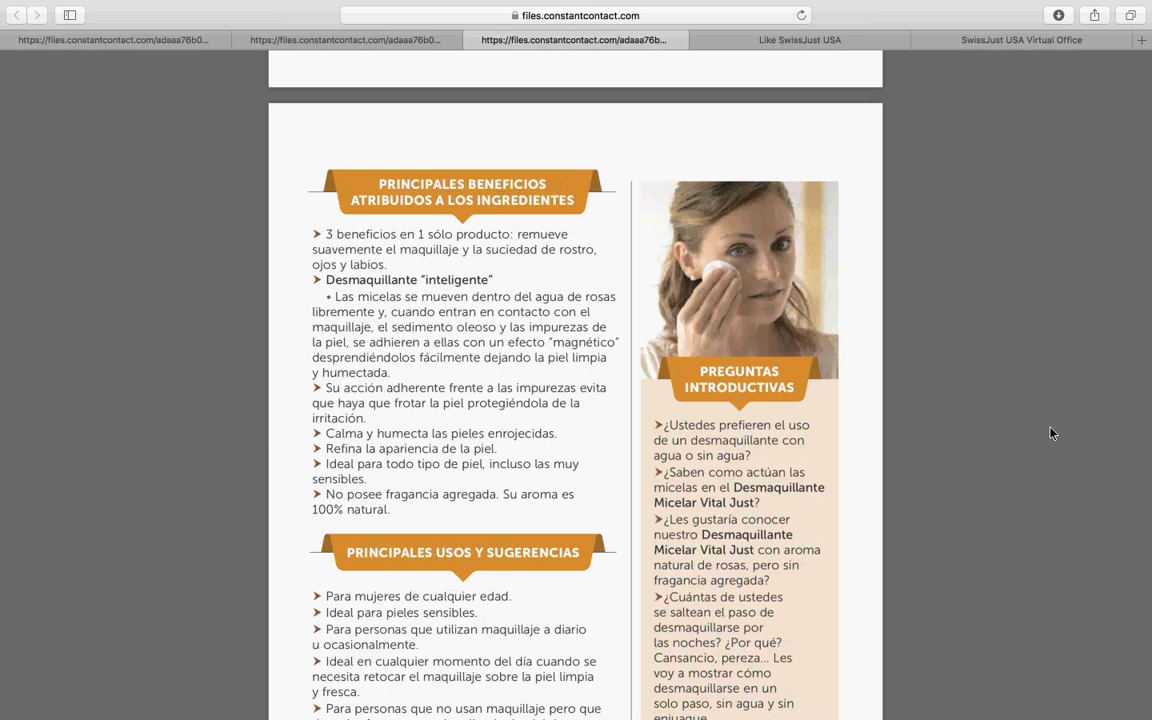 files.constantcontact.com
https://files.constantcontact.com/adaaa76b0...
https://files.constantcontact.com/adaaa76b0...
https://files.constantcontact.com/adaaa76b...
Like SwissJust USA
SwissJust USA Virtual Office
PRINCIPALES BENEFICIOS
ATRIBUIDOS A LOS INGREDIENTES
➤ 3 beneficios en 1 sólo producto: remueve
suavemente el maquillaje y la suciedad de rostro,
ojos y labios.
➤ Desmaquillante “inteligente”
• Las micelas se mueven dentro del agua de rosas
libremente y, cuando entran en contacto con el
maquillaje, el sedimento oleoso y las impurezas de
la piel, se adhieren a ellas con un efecto “magnético”
desprendiéndolos fácilmente dejando la piel limpia
y humectada.
➤ Su acción adherente frente a las impurezas evita
que haya que frotar la piel protegiéndola de la
irritación.
➤ Calma y humecta las pieles enrojecidas.
➤ Refina la apariencia de la piel.
➤ Ideal para todo tipo de piel, incluso las muy
sensibles.
➤ No posee fragancia agregada. Su aroma es
100% natural.
PRINCIPALES USOS Y SUGERENCIAS
➤ Para mujeres de cualquier edad.
➤ Ideal para pieles sensibles.
➤ Para personas que utilizan maquillaje a diario
u ocasionalmente.
➤ Ideal en cualquier momento del día cuando se
necesita retocar el maquillaje sobre la piel limpia
y fresca.
➤ Para personas que no usan maquillaje pero que
PREGUNTAS
INTRODUCTIVAS
➤¿Ustedes prefieren el uso
de un desmaquillante con
agua o sin agua?
➤¿Saben como actúan las
micelas en el Desmaquillante
Micelar Vital Just?
➤¿Les gustaría conocer
nuestro Desmaquillante
Micelar Vital Just con aroma
natural de rosas, pero sin
fragancia agregada?
➤¿Cuántas de ustedes
se saltean el paso de
desmaquillarse por
las noches? ¿Por qué?
Cansancio, pereza... Les
voy a mostrar cómo
desmaquillarse en un
solo paso, sin agua y sin
enjuague.